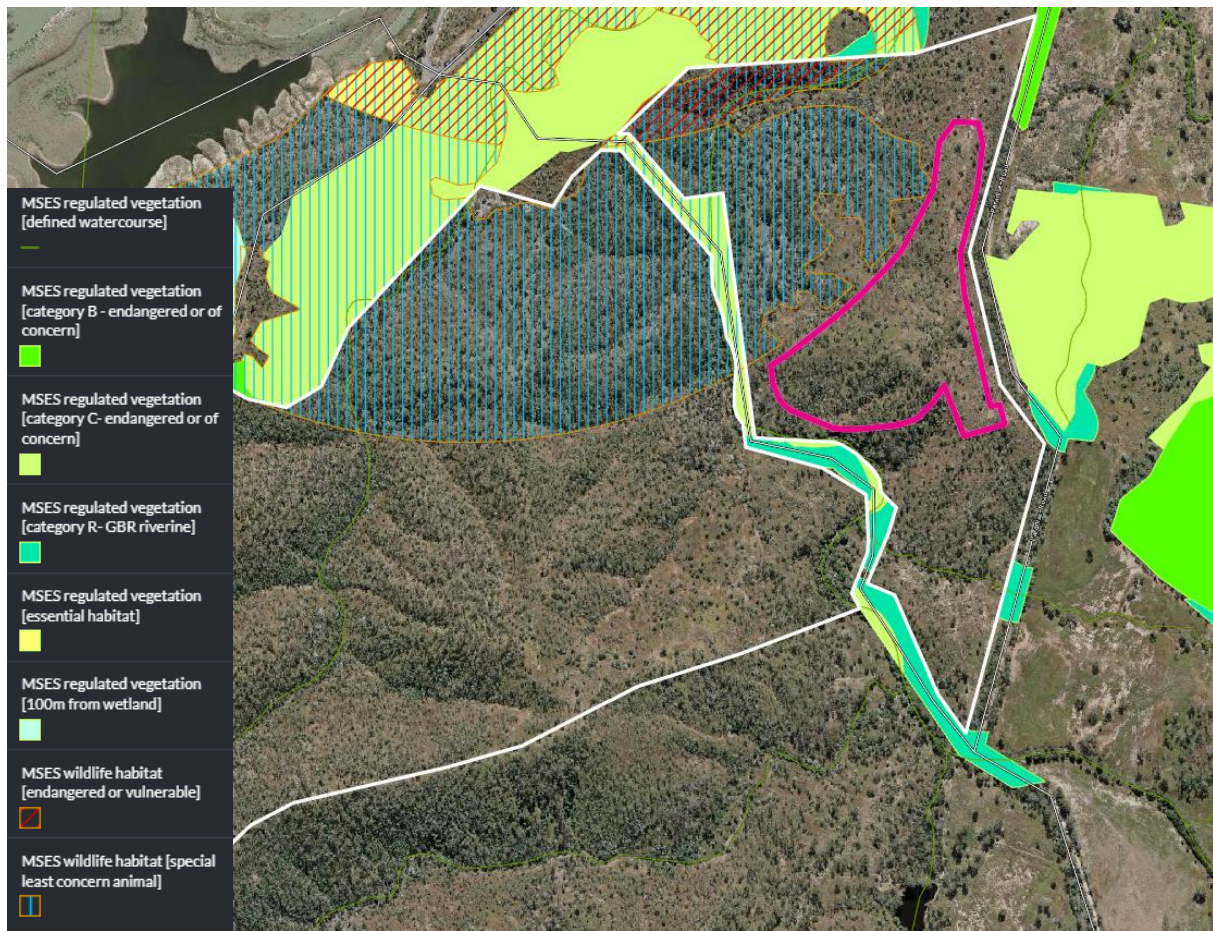 MSES regulated vegetation
[defined watercourse]
MSES regulated vegetation
[category B - endangered or of
concern]
MSES regulated vegetation
[category C- endangered or of
concern]
MSES regulated vegetation
[category R- GBR riverine]
MSES regulated vegetation
[essential habitat]
MSES regulated vegetation
[100m from wetland]
MSES wildlife habitat
[endangered or vulnerable]
MSES wildlife habitat [special
least concern animal]